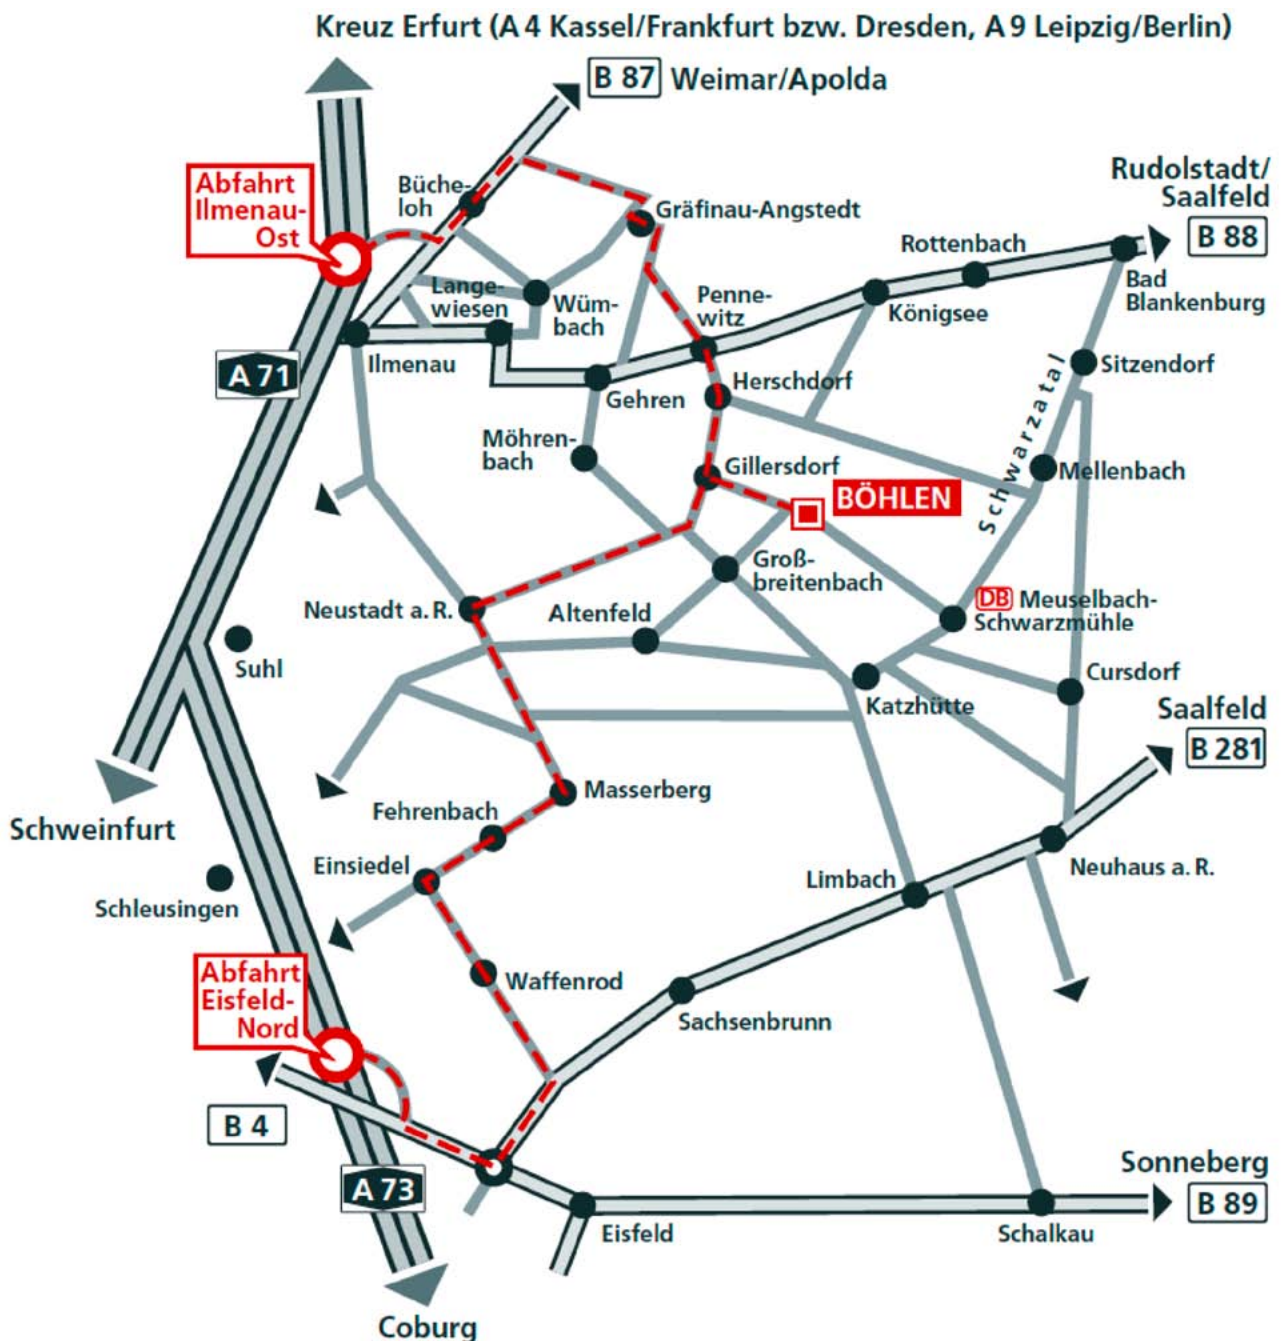 Kreuz Erfurt (A 4 Kassel/Frankfurt bzw. Dresden, A 9 Leipzig/Berlin)
B 87 Weimar/Apolda
Abfahrt
Ilmenau-
Ost
Büche-
loh
Gräfinau-Angstedt
Rudolstadt/
Saalfeld
B 88
Rottenbach
Bad
Blankenburg
Lange-
wiesen
Wüm-
bach
Penne-
witz
Königsee
Ilmenau
A 71
Gehren
Herschdorf
Sitzendorf
Schwarzatal
Möhren-
bach
Gillersdorf
Mellenbach
BÖHLEN
Groß-
breitenbach
Neustadt a. R.
Altenfeld
DB Meuselbach-
Schwarzmühle
Suhl
Cursdorf
Katzhütte
Saalfeld
B 281
Masserberg
Fehrenbach
Schweinfurt
Einsiedel
Limbach
Neuhaus a. R.
Schleusingen
Abfahrt
Eisfeld-
Nord
Waffenrod
Sachsenbrunn
B 4
A 73
Sonneberg
B 89
Eisfeld
Schalkau
Coburg